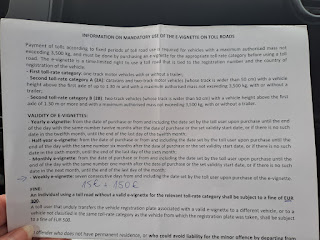 INFORMATION ON MANDATORY USE OF THE E-VIGNETTE ON TOLL ROADS
Payment of tolls according to fixed periods of toll road use is required for vehicles with a maximum authorised mass not
exceeding 3,500 kg, and must be done by purchasing an e-vignette for the appropriate toll rate category before using a toll
road. The e-vignette is a time-limited right to use a toll road that is tied to the registration number and the country of
registration of the vehicle.
- First toll-rate category: single track motor vehicles with or without a trailer.
- Second toll-rate category A (2A): Caravans and two-track motor vehicles (whose track is wider than 50 cm) with a vehicle
height above the first axle of up to 1.30 m and with a maximum authorised mass not exceeding 3,500 kg, with or without a
trailer.
- Second toll-rate category B (2B): two-track vehicles (whose track is wider than 50 cm) with a vehicle height above the first
axle of 1.30 m or more and with a maximum authorised mass not exceeding 3,500 kg, with or without a trailer.
VALIDITY OF E-VIGNETTE:
- Yearly e-vignette: from the date of purchase or from and including the date set by the toll user upon purchase until the end
of the day with the same number twelve months after the date of purchase or the set validity start date, or if there is no such
date in the twelfth month, until the end of the last day of the twelfth month.
- Half-year e-vignette: from the date of purchase or from and including the date set by the toll user upon purchase until the
end of the day with the same number six months after the date of purchase or the set validity start date, or if there is no such
date in the sixth month, until the end of the last day of the sixth month.
- Monthly e-vignette: from the date of purchase or from and including the date set by the toll user upon purchase until the
end of the day with the same number one month after the date of purchase or the set validity start date, or if there is no such
date in the next month, until the end of the last day of the next month.
- Weekly e-vignette: seven consecutive days from and including the date set by the toll user upon the purchase of the e-vignette.
15€ + 150€
FINE:
An individual using a toll road without a valid e-vignette for the relevant toll-rate category shall be subject to a fine of EUR
300.
A toll user that unduly transfers the vehicle registration plate associated with a valid e-vignette to a different vehicle, or to a
vehicle not classified in the same toll-rate category as the vehicle from which the registration plate was taken, shall be subject
to a fine of EUR 500.
offender who does not have permanent residence, or who could avoid liability for the minor offence by departing from